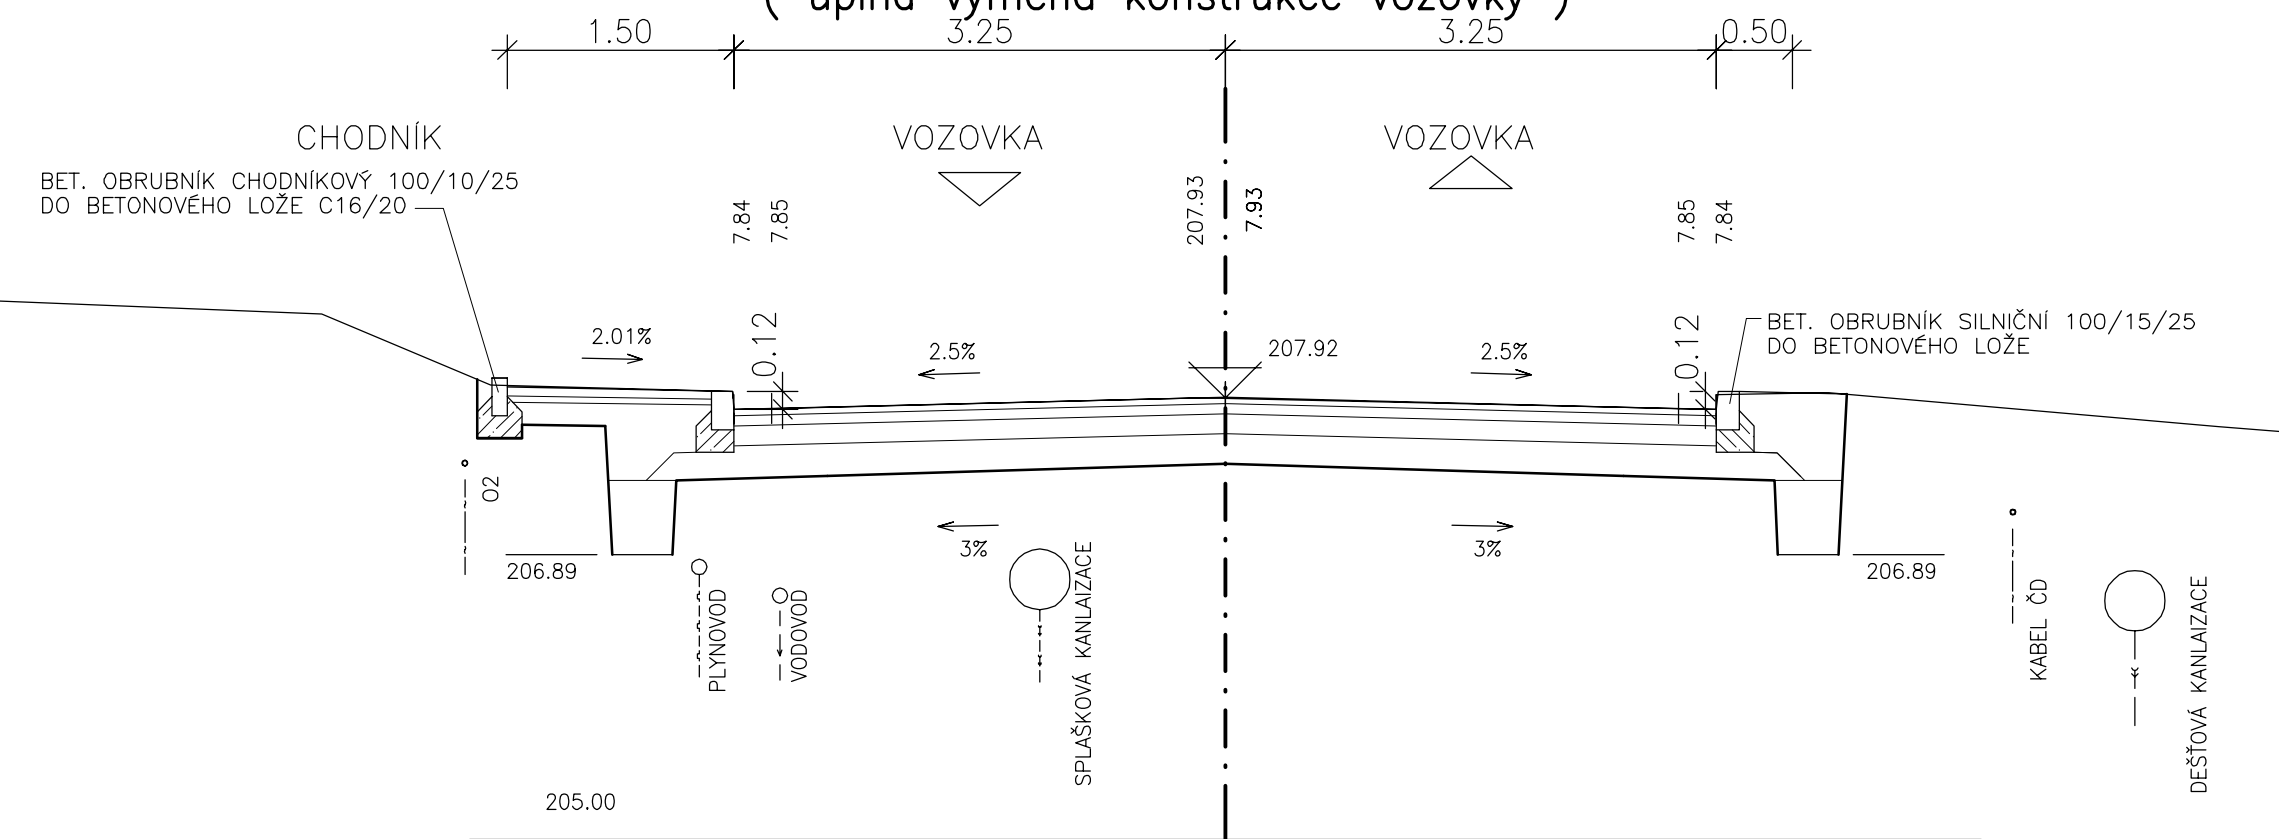 ( úplná výměna konstrukce vozovky )
1.50
3.25
3.25
0.50
CHODNÍK
VOZOVKA
VOZOVKA
BET. OBRUBNÍK CHODNÍKOVÝ 100/10/25
DO BETONOVÉHO LOŽE C16/20
7.84
7.85
207.93
7.93
7.85
7.84
BET. OBRUBNÍK SILNIČNÍ 100/15/25
DO BETONOVÉHO LOŽE
2.01%
0.12
2.5%
207.92
2.5%
0.12
O2
206.89
3%
3%
206.89
PLYNOVOD
VODOVOD
SPLAŠKOVÁ KANLAIZACE
KABEL ČD
DEŠŤOVÁ KANLAIZACE
205.00